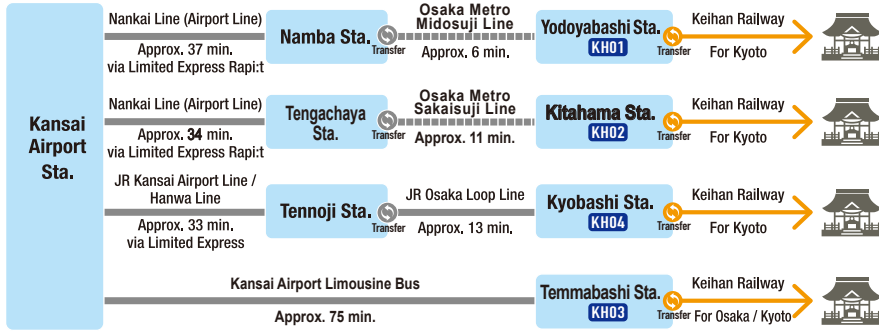 Kansai
Airport
Sta.
Nankai Line (Airport Line)
Approx. 37 min.
via Limited Express Rapi:t
Namba Sta.
Transfer
Osaka Metro
Midosuji Line
Approx. 6 min.
Yodoyabashi Sta.
KH01
Transfer
Keihan Railway
For Kyoto
Nankai Line (Airport Line)
Approx. 34 min.
via Limited Express Rapi:t
Tengachaya
Sta.
Transfer
Osaka Metro
Sakaisuji Line
Approx. 11 min.
Kitahama Sta.
KH02
Transfer
Keihan Railway
For Kyoto
JR Kansai Airport Line /
Hanwa Line
Approx. 33 min.
via Limited Express
Tennoji Sta.
Transfer
JR Osaka Loop Line
Approx. 13 min.
Kyobashi Sta.
KH04
Transfer
Keihan Railway
For Kyoto
Kansai Airport Limousine Bus
Approx. 75 min.
Temmabashi Sta.
KH03
Transfer
Keihan Railway
For Osaka / Kyoto